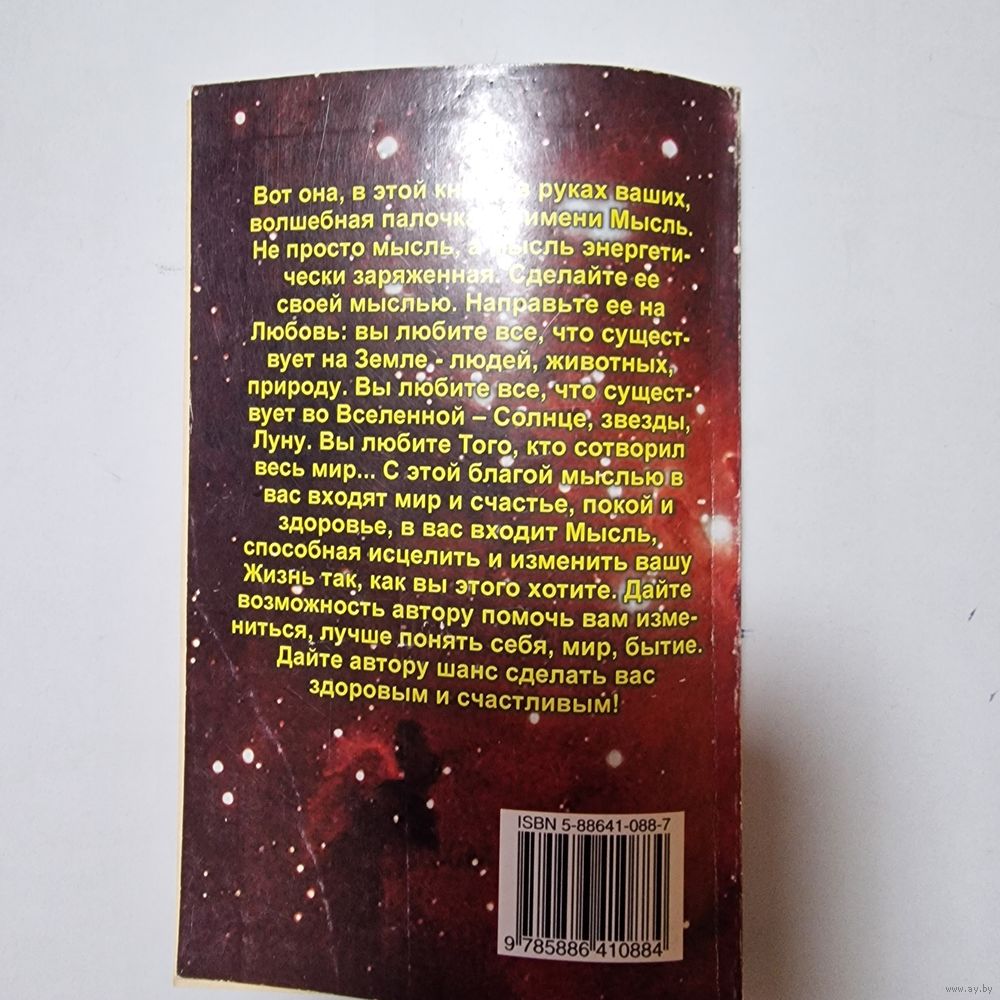 Вот она, в этой в руках ваших,
волшебная палочка имени Мысль.
Не просто мысль, а мысль энергети-
чески заряженная. Сделайте ее
своей мыслью. Направьте ее на
Любовь: вы любите все, что сущест-
вует на Земле - людей, животных,
природу. Вы любите все, что сущест-
вует во Вселенной – Солнце, звезды,
Луну. Вы любите Того, кто сотворил
весь мир... С этой благой мыслью в
вас входят мир и счастье, покой и
здоровье, в вас входит Мысль,
способная исцелить и изменить вашу
Жизнь так, как вы этого хотите. Дайте
возможность автору помочь вам изме-
ниться, лучше понять себя, мир, бытие.
Дайте автору шанс сделать вас
здоровым и счастливым!
ISBN 5-88641-088-7
9 785886 410884
www.ay.by